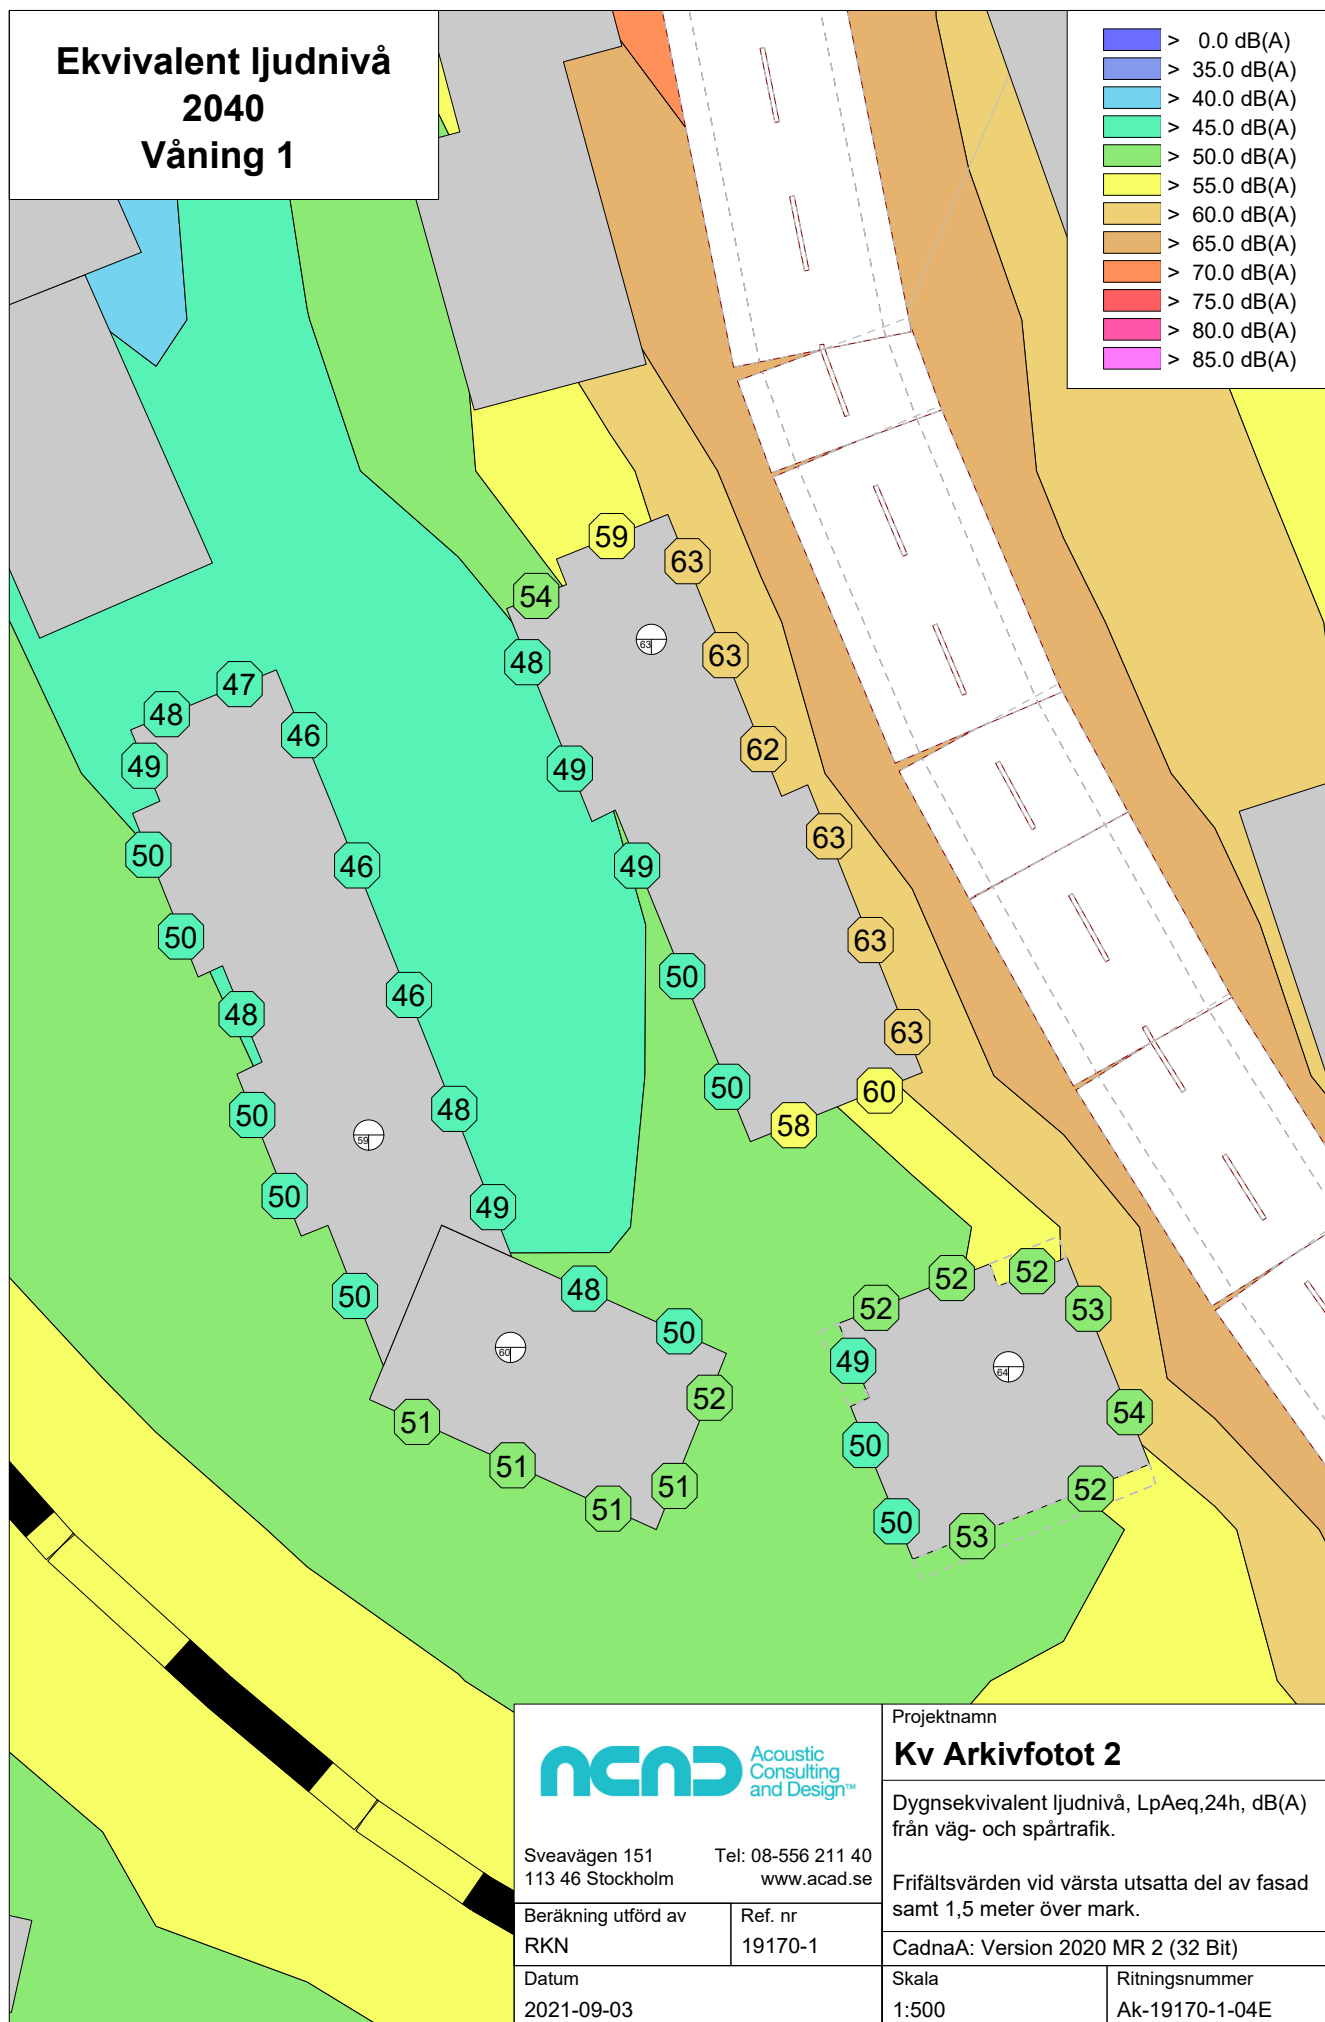 Ekvivalent ljudnivå
2040
Våning 1
> 0.0 dB(A)
> 35.0 dB(A)
> 40.0 dB(A)
> 45.0 dB(A)
> 50.0 dB(A)
> 55.0 dB(A)
> 60.0 dB(A)
> 65.0 dB(A)
> 70.0 dB(A)
> 75.0 dB(A)
> 80.0 dB(A)
> 85.0 dB(A)
59
63
54
63
48
63
47
48
46
62
49
49
63
50
46
49
50
63
50
46
48
63
50
60
48
50
58
59
49
50
52
52
48
50
52
53
50
60
49
64
52
51
54
50
51
51
52
51
50
53
acad
Acoustic
Consulting
and Design™
Sveavägen 151 Tel: 08-556 211 40
113 46 Stockholm www.acad.se
Beräkning utförd av
RKN
Ref. nr
19170-1
Datum
2021-09-03
Projektnamn
Kv Arkivfotot 2
Dygnsekvivalent ljudnivå, LpAeq,24h, dB(A)
från väg- och spårtrafik.
Frifältsvärden vid värsta utsatta del av fasad
samt 1,5 meter över mark.
CadnaA: Version 2020 MR 2 (32 Bit)
Skala
1:500
Ritningsnummer
Ak-19170-1-04E